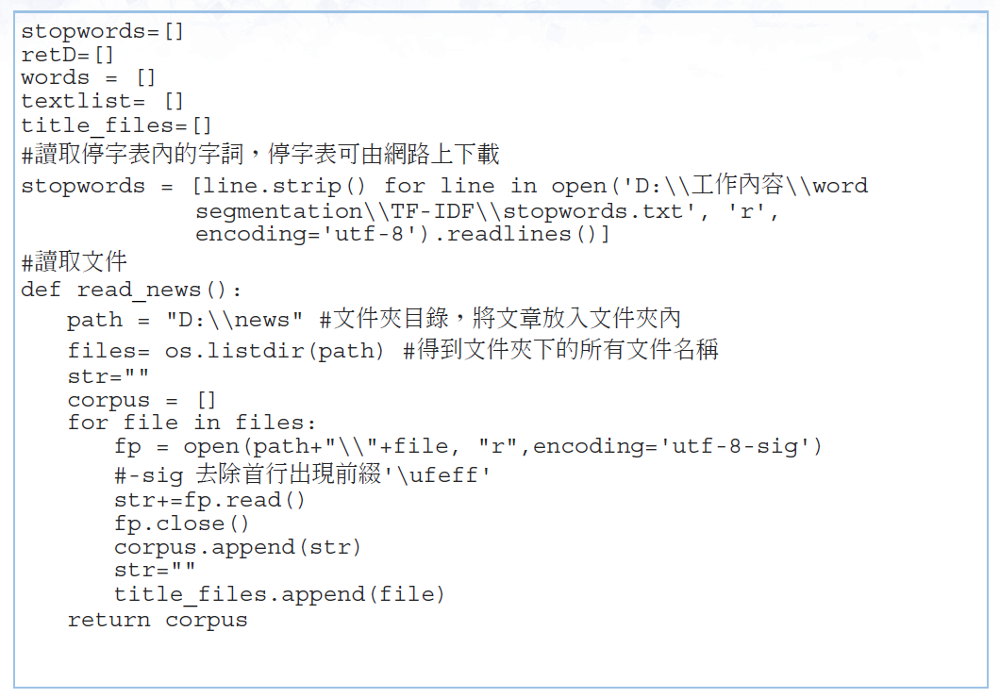 stopwords=[]
retD=[]
words = []
textlist= []
title_files=[]
#讀取停字表內的字詞，停字表可由網路上下載
stopwords = [line.strip() for line in open('D:\\工作內容\\word
segmentation\\TF-IDF\\stopwords.txt', 'r',
encoding='utf-8').readlines()]
#讀取文件
def read_news():
path = "D:\\news" #文件夾目錄，將文章放入文件夾內
files= os.listdir(path) #得到文件夾下的所有文件名稱
str=""
corpus = []
for file in files:
fp = open(path+"\\"+file, "r",encoding='utf-8-sig')
#-sig 去除首行出現前綴'\ufeff'
str+=fp.read()
fp.close()
corpus.append(str)
str=""
title_files.append(file)
return corpus